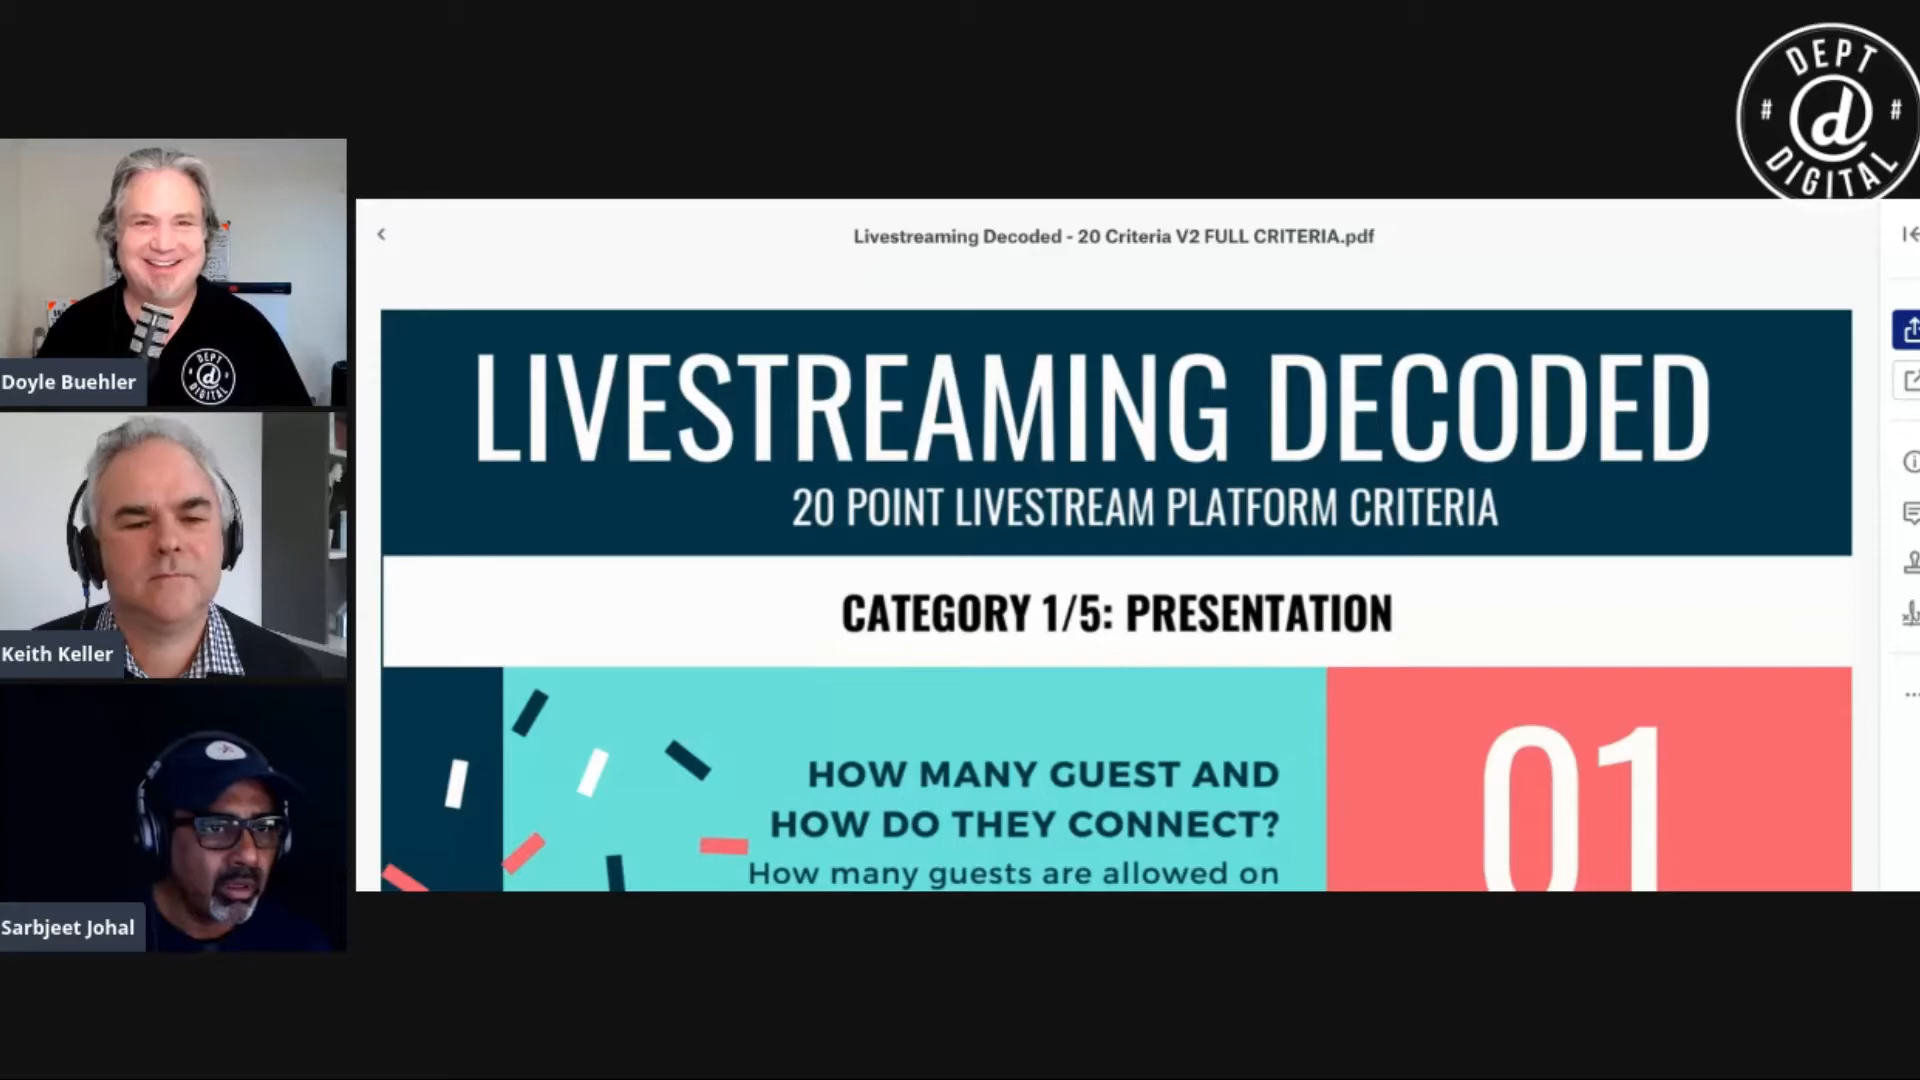 DEPT
# @d #
DIGITAL
Doyle Buehler
DEPT
DIGITAL
Keith Keller
Sarbjeet Johal
Livestreaming Decoded - 20 Criteria V2 FULL CRITERIA.pdf
LIVESTREAMING DECODED
20 POINT LIVESTREAM PLATFORM CRITERIA
CATEGORY 1/5: PRESENTATION
HOW MANY GUEST AND
HOW DO THEY CONNECT?
How many guests are allowed on
01